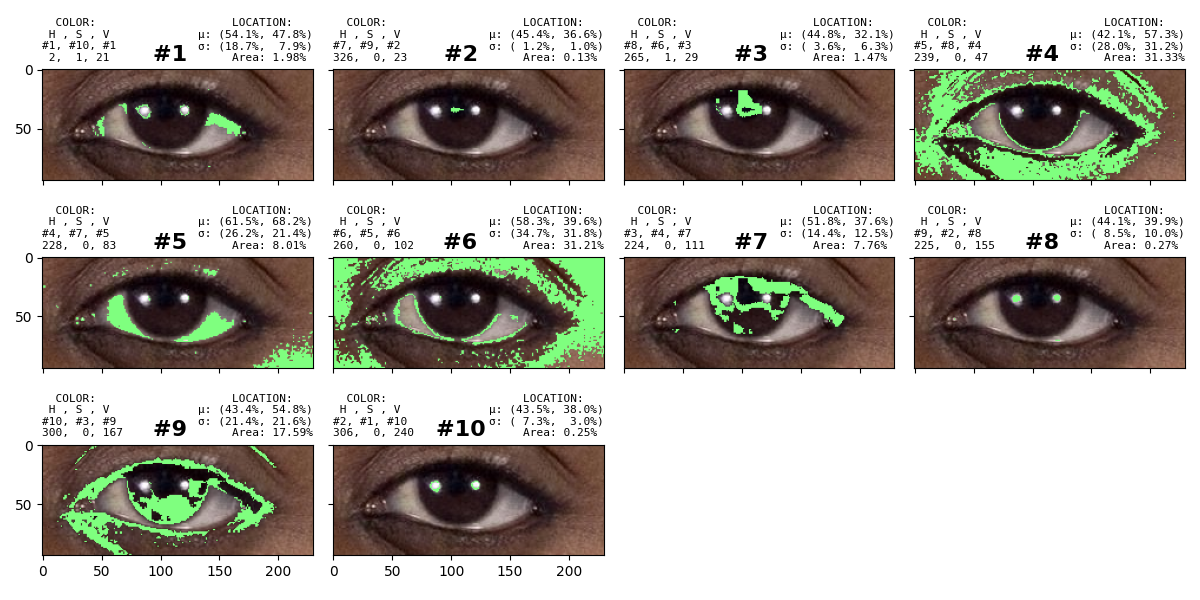 COLOR: LOCATION:
H , S , V μ: (54.1%, 47.8%)
#1, #10, #1 #1 σ: (18.7%, 7.9%)
2, 1, 21 Area: 1.98%
COLOR: LOCATION:
H , S , V μ: (45.4%, 36.6%)
#7, #9, #2 #2 σ: ( 1.2%, 1.0%)
326, 0, 23 Area: 0.13%
COLOR: LOCATION:
H , S , V μ: (44.8%, 32.1%)
#8, #6, #3 #3 σ: ( 3.6%, 6.3%)
265, 1, 29 Area: 1.47%
COLOR: LOCATION:
H , S , V μ: (42.1%, 57.3%)
#5, #8, #4 #4 σ: (28.0%, 31.2%)
239, 0, 47 Area: 31.33%
0
50
COLOR: LOCATION:
H , S , V μ: (61.5%, 68.2%)
#4, #7, #5 #5 σ: (26.2%, 21.4%)
228, 0, 83 Area: 8.01%
COLOR: LOCATION:
H , S , V μ: (58.3%, 39.6%)
#6, #5, #6 #6 σ: (34.7%, 31.8%)
260, 0, 102 Area: 31.21%
COLOR: LOCATION:
H , S , V μ: (51.8%, 37.6%)
#3, #4, #7 #7 σ: (14.4%, 12.5%)
224, 0, 111 Area: 7.76%
COLOR: LOCATION:
H , S , V μ: (44.1%, 39.9%)
#9, #2, #8 #8 σ: ( 8.5%, 10.0%)
225, 0, 155 Area: 0.27%
0
50
COLOR: LOCATION:
H , S , V μ: (43.4%, 54.8%)
#10, #3, #9 #9 σ: (21.4%, 21.6%)
300, 0, 167 Area: 17.59%
COLOR: LOCATION:
H , S , V μ: (43.5%, 38.0%)
#2, #1, #10 #10 σ: ( 7.3%, 3.0%)
306, 0, 240 Area: 0.25%
0
50
0 50 100 150 200
0 50 100 150 200